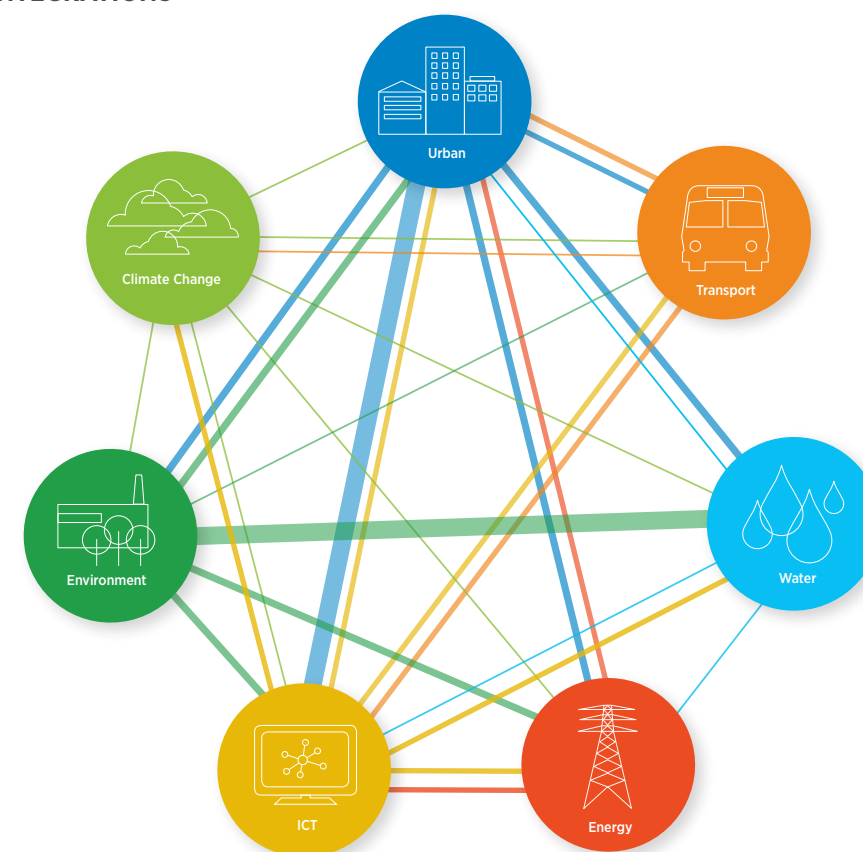 Urban
Climate Change
Transport
Environment
Water
ICT
Energy